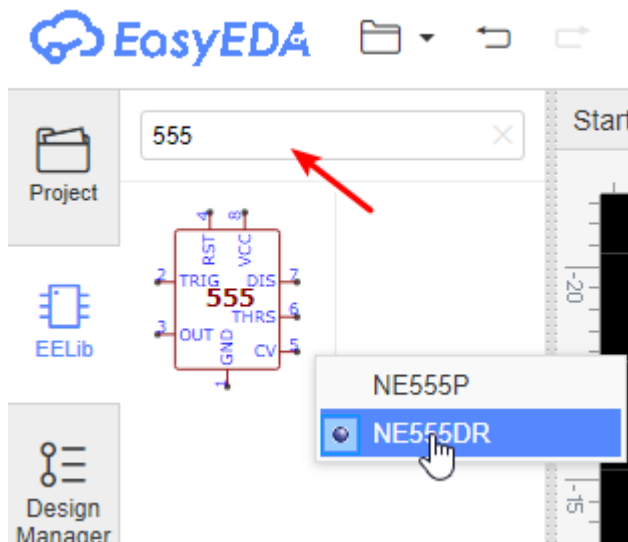 EasyEDA
555
Start
Project
4
8
RST
VCC
2
TRIG
DIS
7
555
THRS
6
3
OUT
GND
CV
5
1
EELib
-20
NE555P
NE555DR
-15
Design
Manager